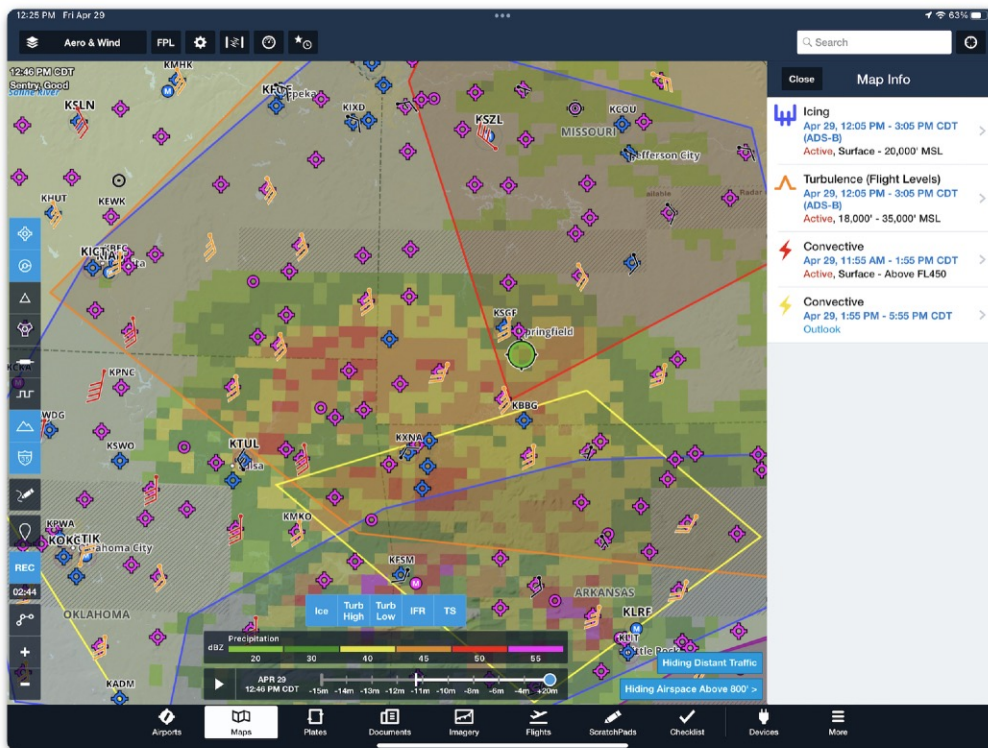 12:25 PM Fri Apr 29
63%
Aero & Wind
FPL
Search
12:46 PM CDT
Sentry, Good
Close
Map Info
Icing
Apr 29, 12:05 PM - 3:05 PM CDT
(ADS-B)
Active, Surface - 20,000' MSL
Turbulence (Flight Levels)
Apr 29, 12:05 PM - 3:05 PM CDT
(ADS-B)
Active, 18,000' - 35,000' MSL
Convective
Apr 29, 11:55 AM - 1:55 PM CDT
Active, Surface - Above FL450
Convective
Apr 29, 1:55 PM - 5:55 PM CDT
Outlook
KMHK
KSLN
KIXD
KSZL
KCOU
MISSOURI
Jefferson City
KHUT
KEWK
KICT
KSGF
Springfield
KPNC
KBBG
KSWO
KTUL
KXNA
KMKO
KPWA
KOKC
Oklahoma City
KFSM
REC
02:44
OKLAHOMA
ARKANSAS
KLRF
KLIT
Little Rock
KADM
Ice
Turb High
Turb Low
IFR
TS
Precipitation
dBZ
20 30 40 45 50 55
APR 29
12:46 PM CDT
-15m -14m -13m -12m -11m -10m -8m -6m -4m +20m
Hiding Distant Traffic
Hiding Airspace Above 800' >
Airports
Maps
Plates
Documents
Imagery
Flights
ScratchPads
Checklist
Devices
More